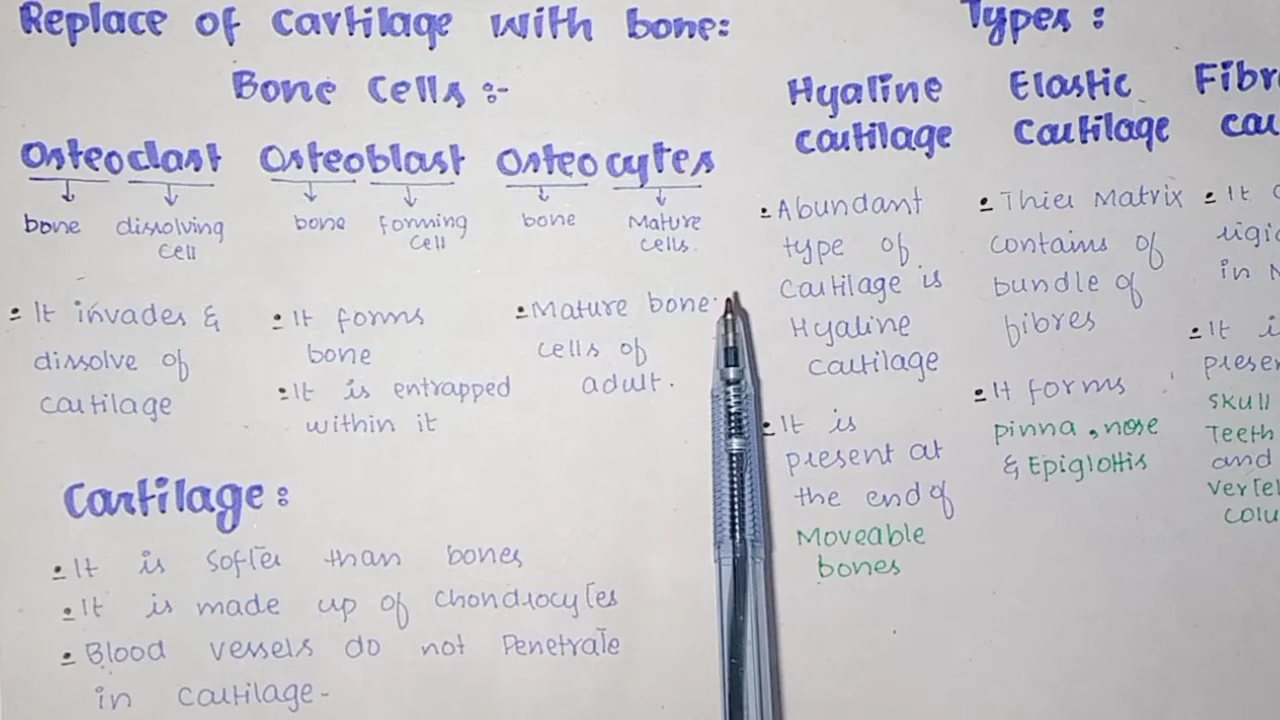 Replace of cartilage with bone:
Bone Cells :-
Osteoclast
bone dissolving
cell
• It invades &
dissolve of
cartilage
Osteoblast
bone forming
cell
• It forms
bone
• It is entrapped
within it
Osteocytes
bone Mature
cells.
• Mature bone
cells of
adult.
Cartilage :
• It is softer than bones
• It is made up of chondrocytes
• Blood vessels do not Penetrate
in cartilage-
Types :
Hyaline
cartilage
• Abundant
type of
cartilage is
Hyaline
cartilage
• It is
present at
the end of
Moveable
bones
Elastic
Cartilage
• Thier Matrix
contains of
bundle of
fibres
• It forms
pinna, nose
& Epiglottis
• It
in
• It
skull
Teeth
and